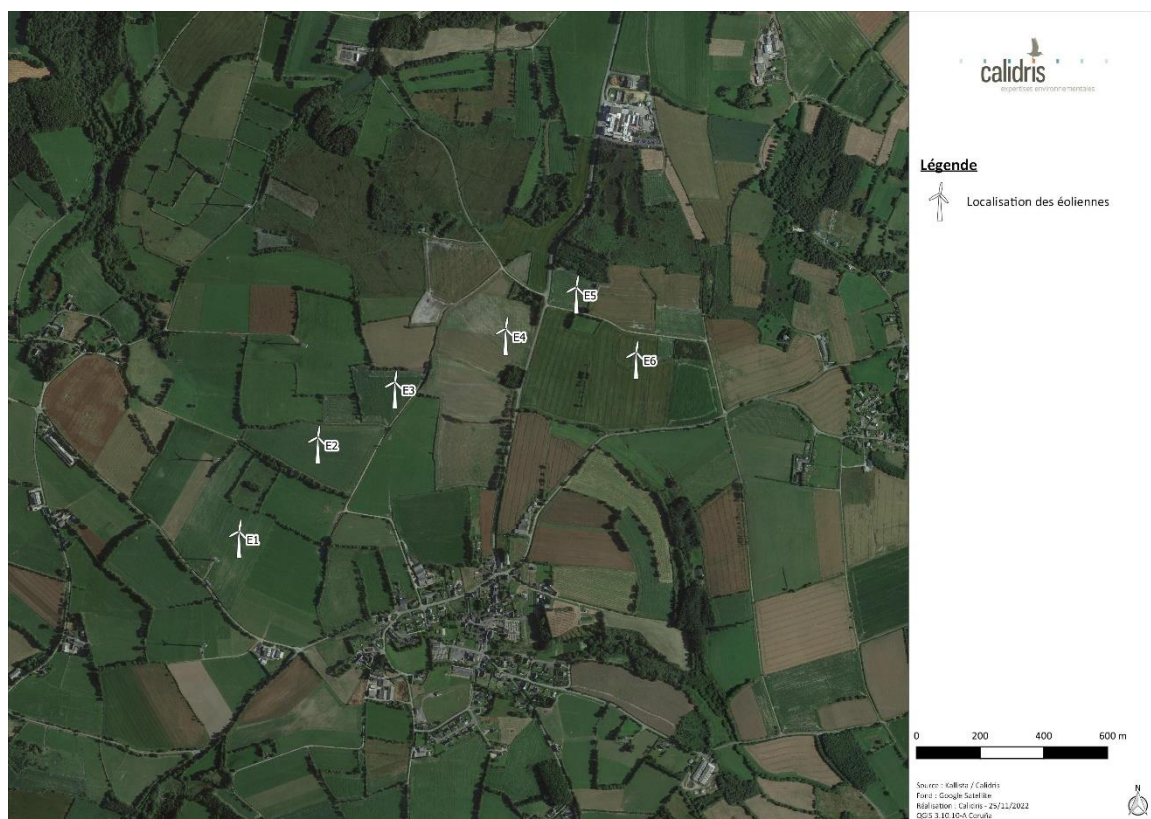 calidris
expertises environnementales
Légende
Localisation des éoliennes
E5
E4
E6
E3
E2
E1
0 200 400 600 m
Source : Kallista / Calidris
Fond : Google Satellite
Réalisation : Calidris - 25/11/2022
QGIS 3.10.10-A Coruña
N